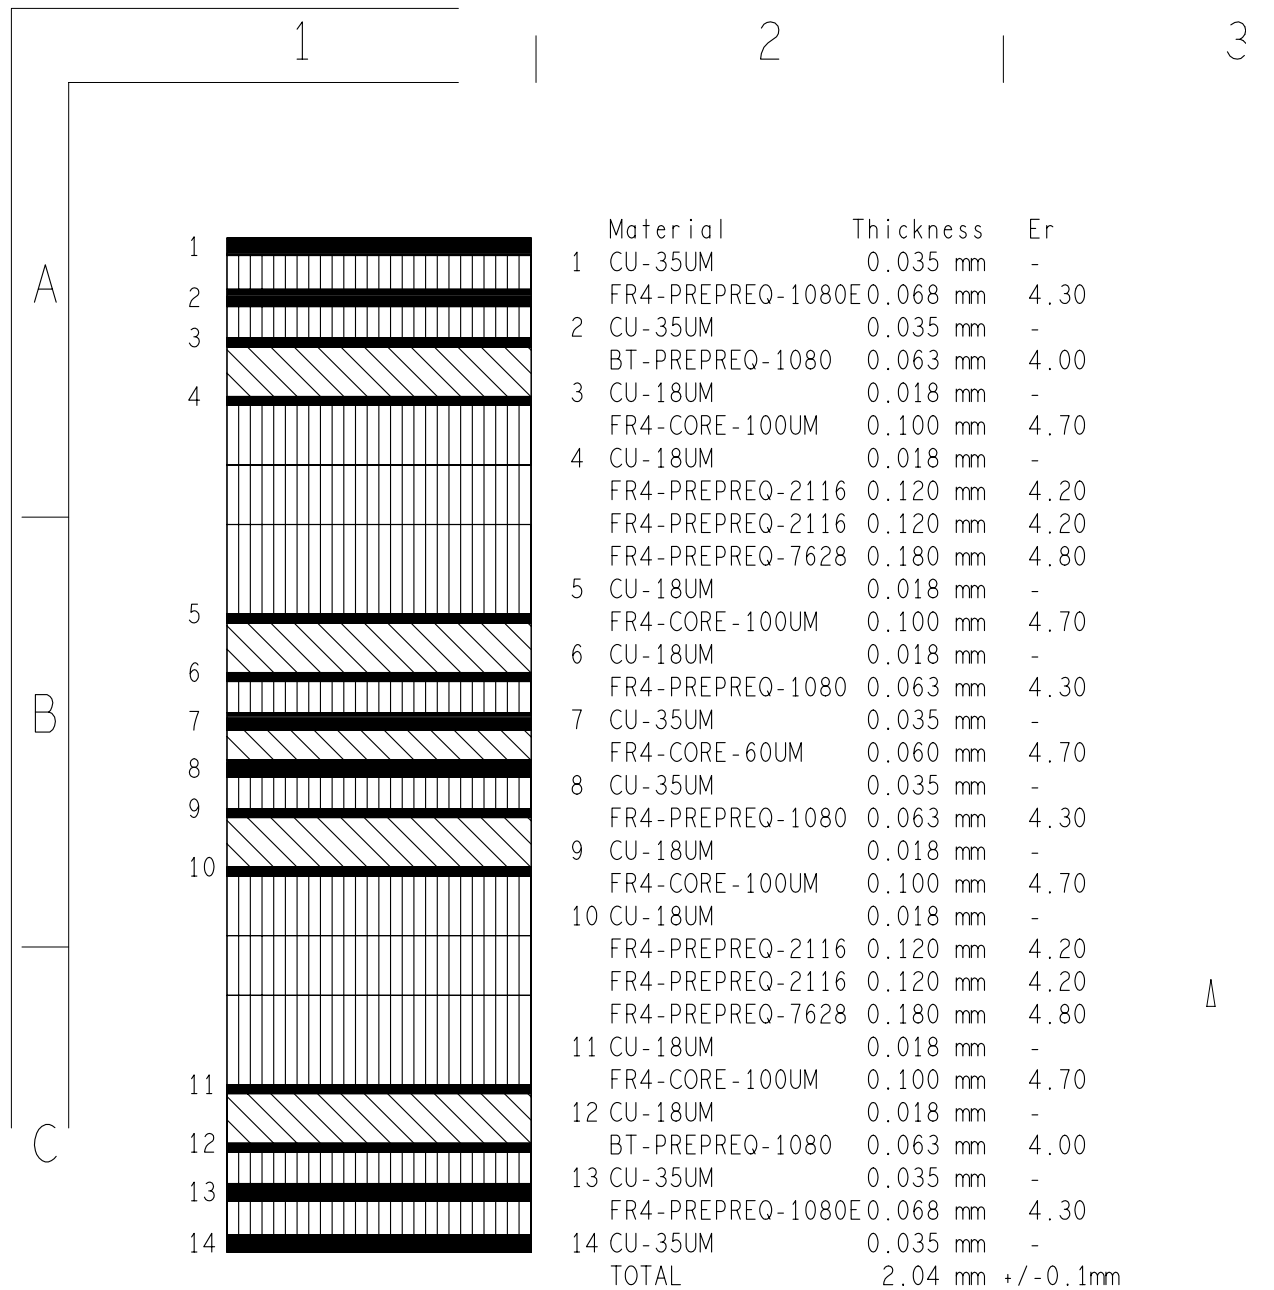 1 2 3
A
B
C
1
2
3
4
5
6
7
8
9
10
11
12
13
14
Material Thickness Er
1 CU-35UM 0.035 mm -
FR4-PREPREQ-1080E 0.068 mm 4.30
2 CU-35UM 0.035 mm -
BT-PREPREQ-1080 0.063 mm 4.00
3 CU-18UM 0.018 mm -
FR4-CORE-100UM 0.100 mm 4.70
4 CU-18UM 0.018 mm -
FR4-PREPREQ-2116 0.120 mm 4.20
FR4-PREPREQ-2116 0.120 mm 4.20
FR4-PREPREQ-7628 0.180 mm 4.80
5 CU-18UM 0.018 mm -
FR4-CORE-100UM 0.100 mm 4.70
6 CU-18UM 0.018 mm -
FR4-PREPREQ-1080 0.063 mm 4.30
7 CU-35UM 0.035 mm -
FR4-CORE-60UM 0.060 mm 4.70
8 CU-35UM 0.035 mm -
FR4-PREPREQ-1080 0.063 mm 4.30
9 CU-18UM 0.018 mm -
FR4-CORE-100UM 0.100 mm 4.70
10 CU-18UM 0.018 mm -
FR4-PREPREQ-2116 0.120 mm 4.20
FR4-PREPREQ-2116 0.120 mm 4.20
FR4-PREPREQ-7628 0.180 mm 4.80
11 CU-18UM 0.018 mm -
FR4-CORE-100UM 0.100 mm 4.70
12 CU-18UM 0.018 mm -
BT-PREPREQ-1080 0.063 mm 4.00
13 CU-35UM 0.035 mm -
FR4-PREPREQ-1080E 0.068 mm 4.30
14 CU-35UM 0.035 mm -
TOTAL 2.04 mm +/-0.1mm